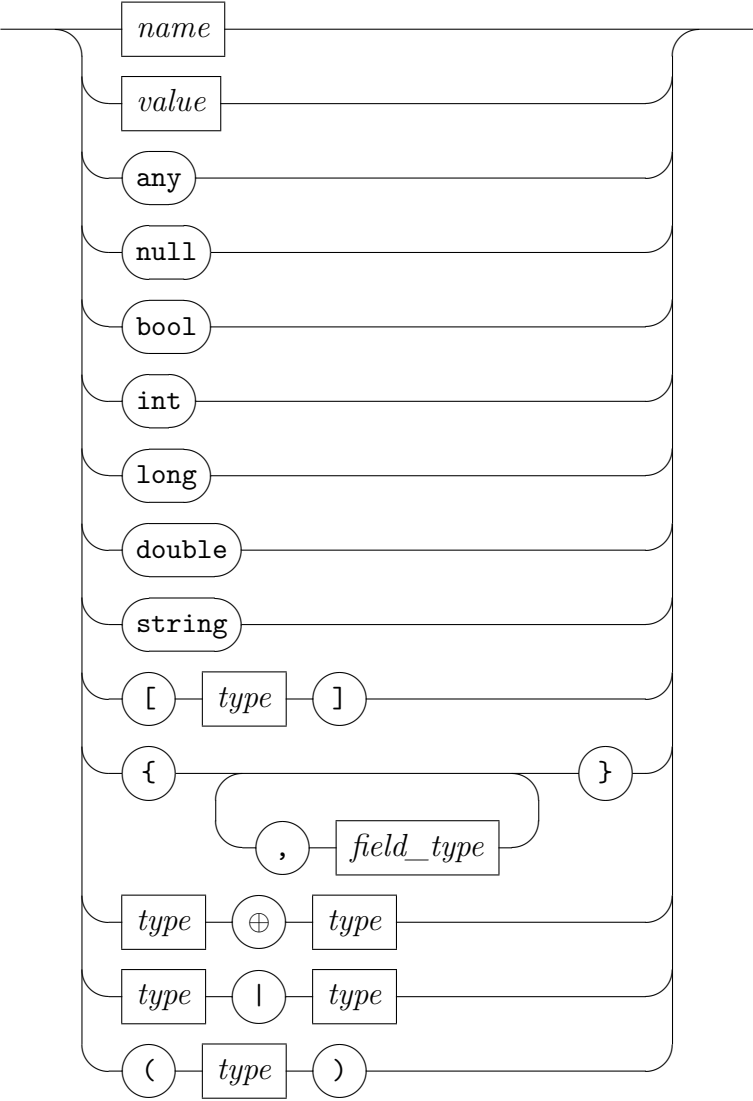 name
value
any
null
bool
int
long
double
string
[ type ]
{ }
, field_type
type ⊕ type
type | type
( type )